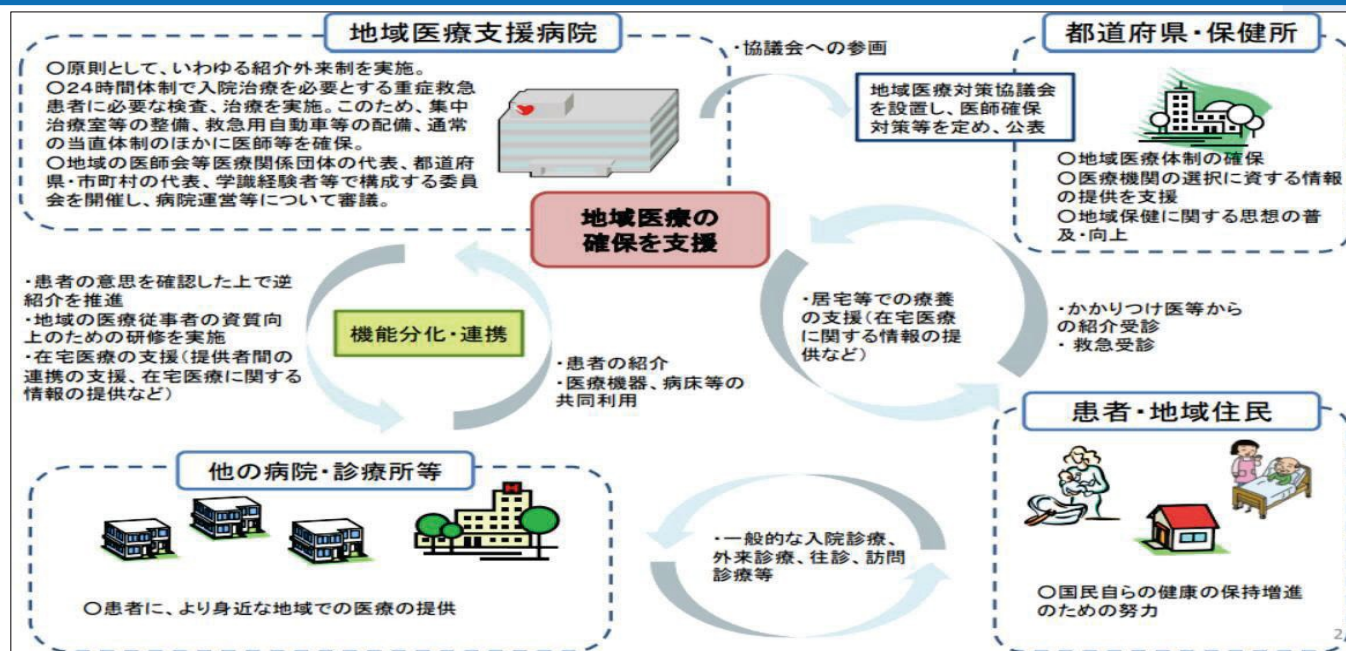 地域医療支援病院
○原則として、いわゆる紹介外来制を実施。
○24時間体制で入院治療を必要とする重症救急
患者に必要な検査、治療を実施。このため、集中
治療室等の整備、救急用自動車等の配備、通常
の当直体制のほかに医師等を確保。
○地域の医師会等医療関係団体の代表、都道府
県・市町村の代表、学識経験者等で構成する委員
会を開催し、病院運営等について審議。
・協議会への参画
都道府県・保健所
地域医療対策協議会
を設置し、医師確保
対策等を定め、公表
○地域医療体制の確保
○医療機関の選択に資する情報
の提供を支援
○地域保健に関する思想の普
及・向上
地域医療の
確保を支援
・患者の意思を確認した上で逆
紹介を推進
・地域の医療従事者の資質向
上のための研修を実施
・在宅医療の支援(提供者間の
連携の支援、在宅医療に関する
情報の提供など)
機能分化・連携
・患者の紹介
・医療機器、病床等の
共同利用
・居宅等での療養
の支援(在宅医療
に関する情報の提
供など)
・かかりつけ医等から
の紹介受診
・救急受診
他の病院・診療所等
H
○患者に、より身近な地域での医療の提供
・一般的な入院診療、
外来診療、往診、訪問
診療等
患者・地域住民
○国民自らの健康の保持増進
のための努力
2